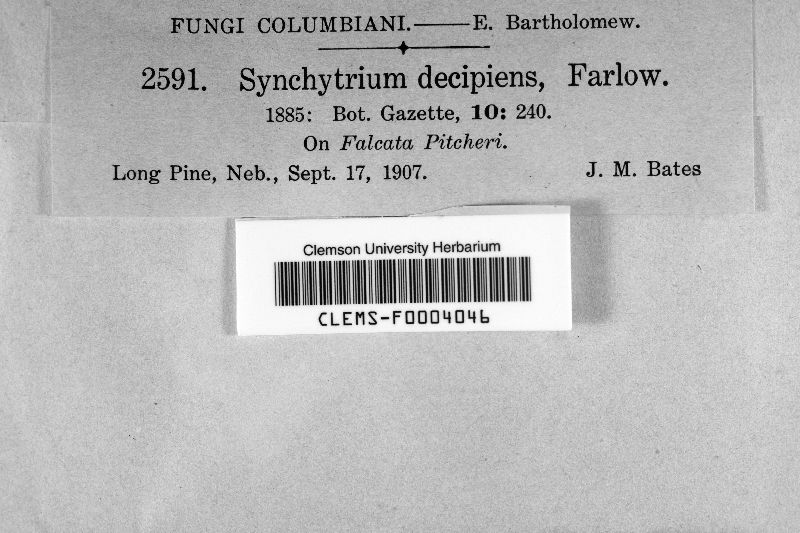 FUNGI COLUMBIANI.——E. Bartholomew.
2591. Synchytrium decipiens, Farlow.
1885: Bot. Gazette, 10: 240.
On Falcata Pitcheri.
Long Pine, Neb., Sept. 17, 1907. J. M. Bates
Clemson University Herbarium
CLEMS-F0004046